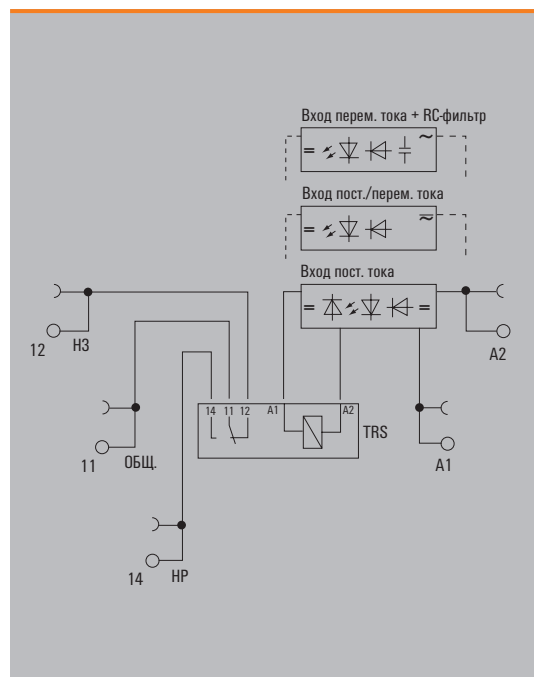 Вход перем. тока + RC-фильтр
= ~
Вход пост./перем. тока
= ≂
Вход пост. тока
= =
12 НЗ
A2
14 11 12 A1 A2
TRS
11 ОБЩ.
A1
14 НР